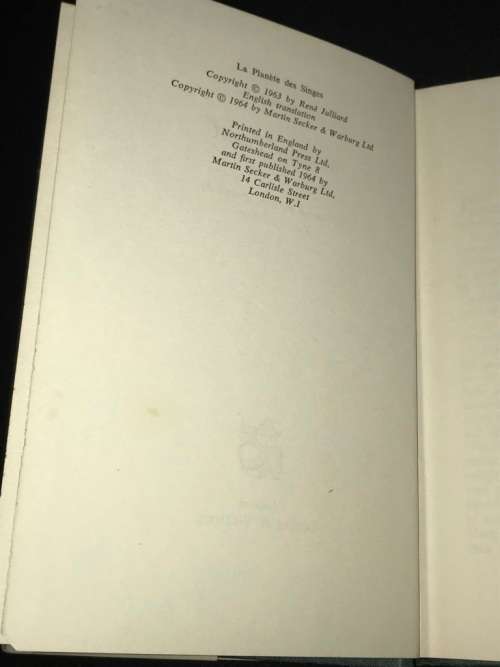 La Planète des Singes
Copyright © 1963 by René Julliard
English translation
Copyright © 1964 by Martin Secker & Warburg Ltd
Printed in England by
Northumberland Press Ltd,
Gateshead on Tyne 8
and first published 1964 by
Martin Secker & Warburg Ltd,
14 Carlisle Street
London, W.1